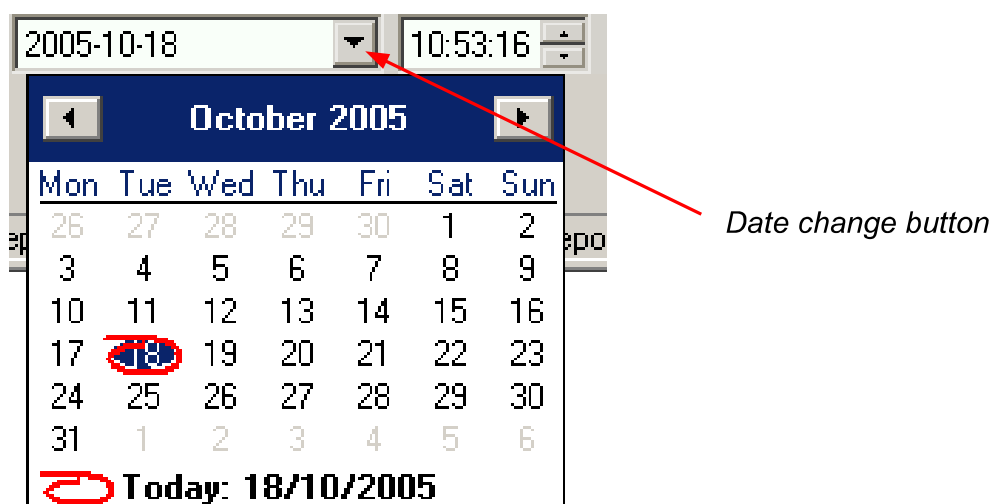 2005-10-18 10:53:16
October 2005
Mon Tue Wed Thu Fri Sat Sun
26 27 28 29 30 1 2
Date change button
3 4 5 6 7 8 9
10 11 12 13 14 15 16
17 18 19 20 21 22 23
24 25 26 27 28 29 30
31 1 2 3 4 5 6
Today: 18/10/2005